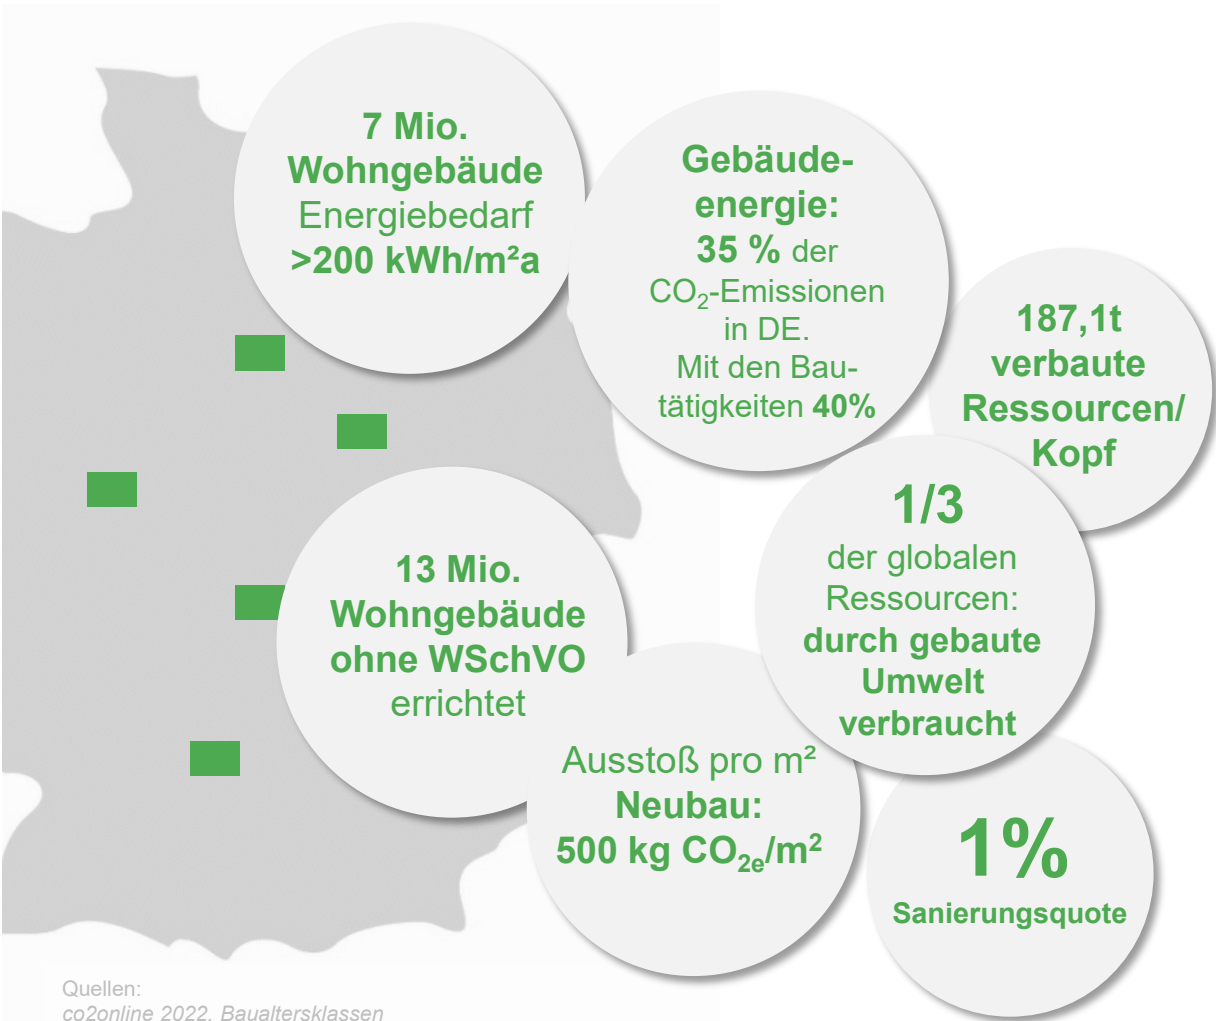 7 Mio.
Wohngebäude
Energiebedarf
>200 kWh/m²a
Gebäude-
energie:
35 % der
CO₂-Emissionen
in DE.
Mit den Bau-
tätigkeiten 40%
187,1t
verbaute
Ressourcen/
Kopf
13 Mio.
Wohngebäude
ohne WSchVO
errichtet
1/3
der globalen
Ressourcen:
durch gebaute
Umwelt
verbraucht
Ausstoß pro m²
Neubau:
500 kg CO₂ₑ/m²
1%
Sanierungsquote
Quellen:
co2online 2022, Baualtersklassen